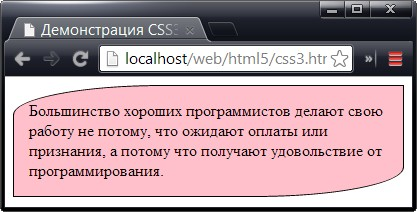 Демонстрация CSS3
localhost/web/html5/css3.htr
»
Большинство хороших программистов делают свою
работу не потому, что ожидают оплаты или
признания, а потому что получают удовольствие от
программирования.